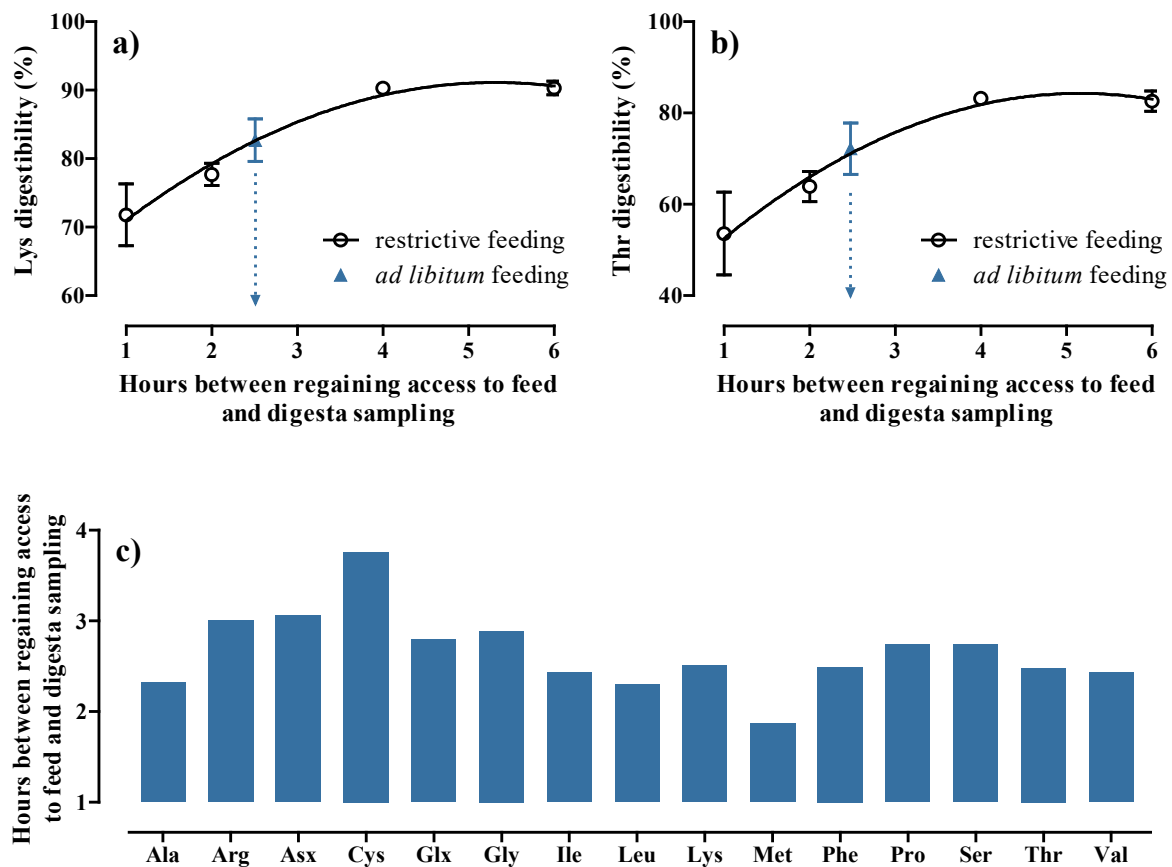 a)
Lys digestibility (%)
100
90
80
70
60
restrictive feeding
ad libitum feeding
1 2 3 4 5 6
Hours between regaining access to feed
and digesta sampling
b)
Thr digestibility (%)
100
80
60
40
restrictive feeding
ad libitum feeding
1 2 3 4 5 6
Hours between regaining access to feed
and digesta sampling
c)
Hours between regaining access
to feed and digesta sampling
4
3
2
1
Ala Arg Asx Cys Glx Gly Ile Leu Lys Met Phe Pro Ser Thr Val